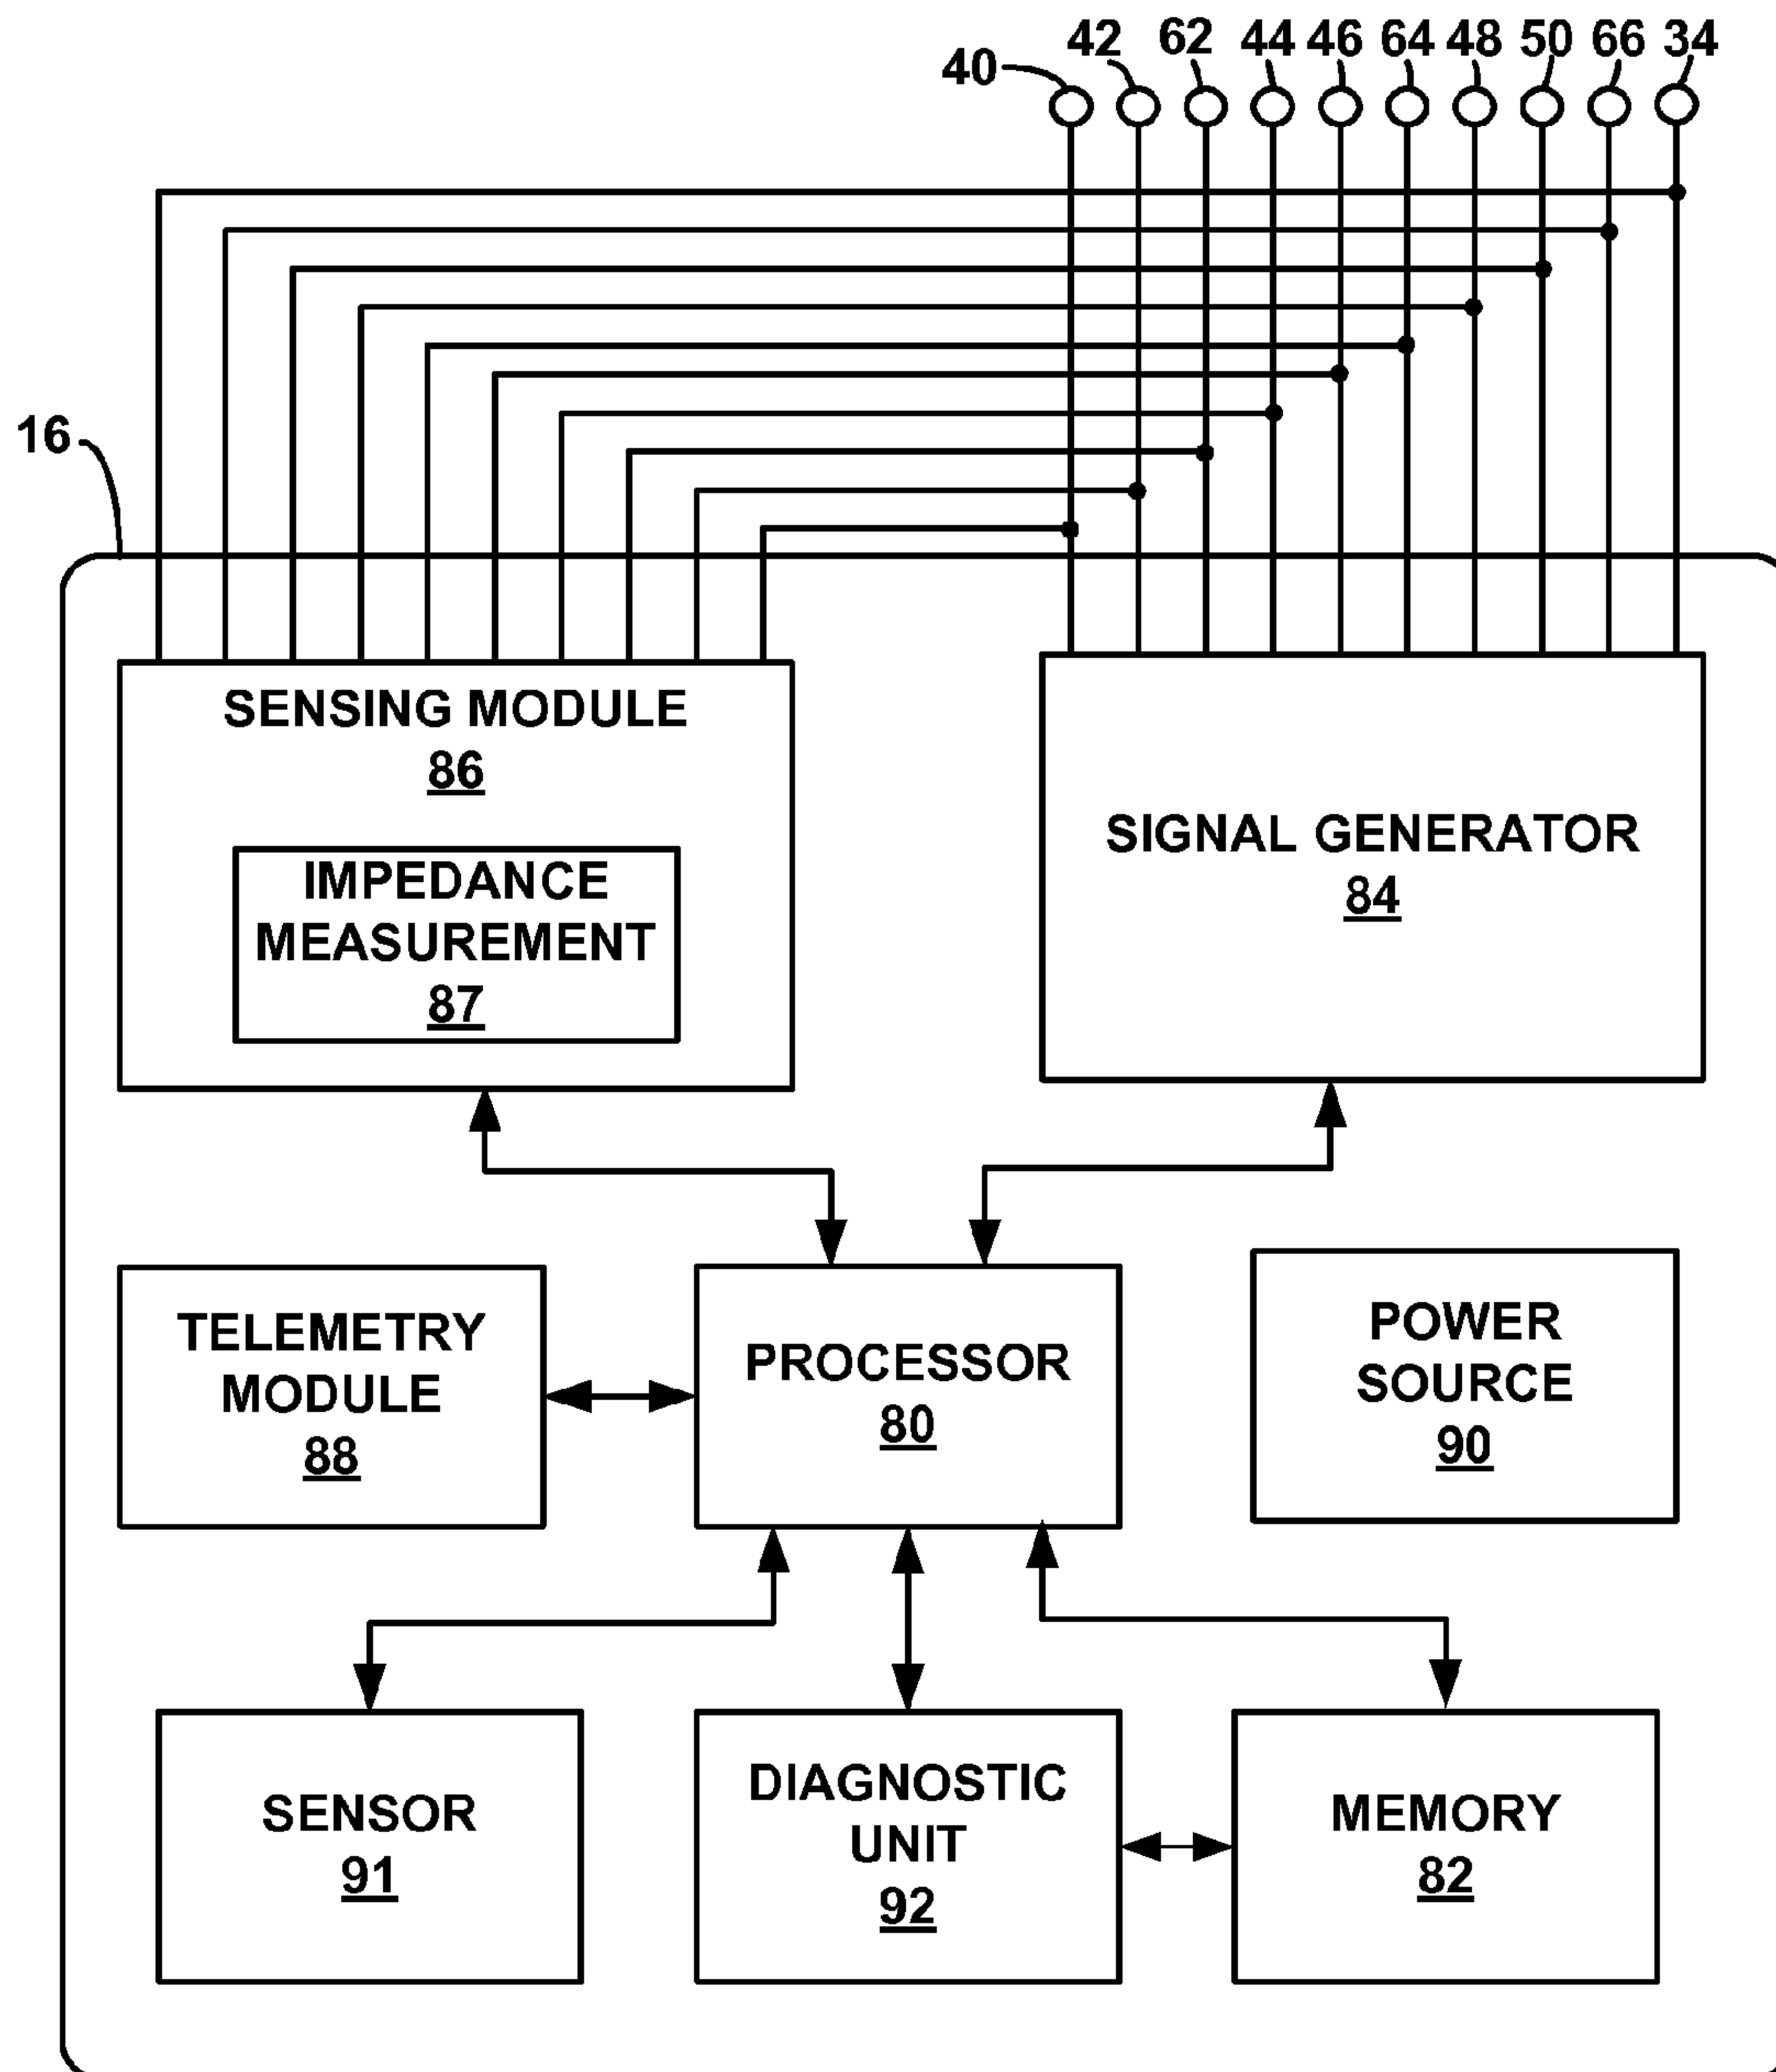 40 42 62 44 46 64 48 50 66 34
16
SENSING MODULE
86
IMPEDANCE
MEASUREMENT
87
SIGNAL GENERATOR
84
TELEMETRY
MODULE
88
PROCESSOR
80
POWER
SOURCE
90
SENSOR
91
DIAGNOSTIC
UNIT
92
MEMORY
82